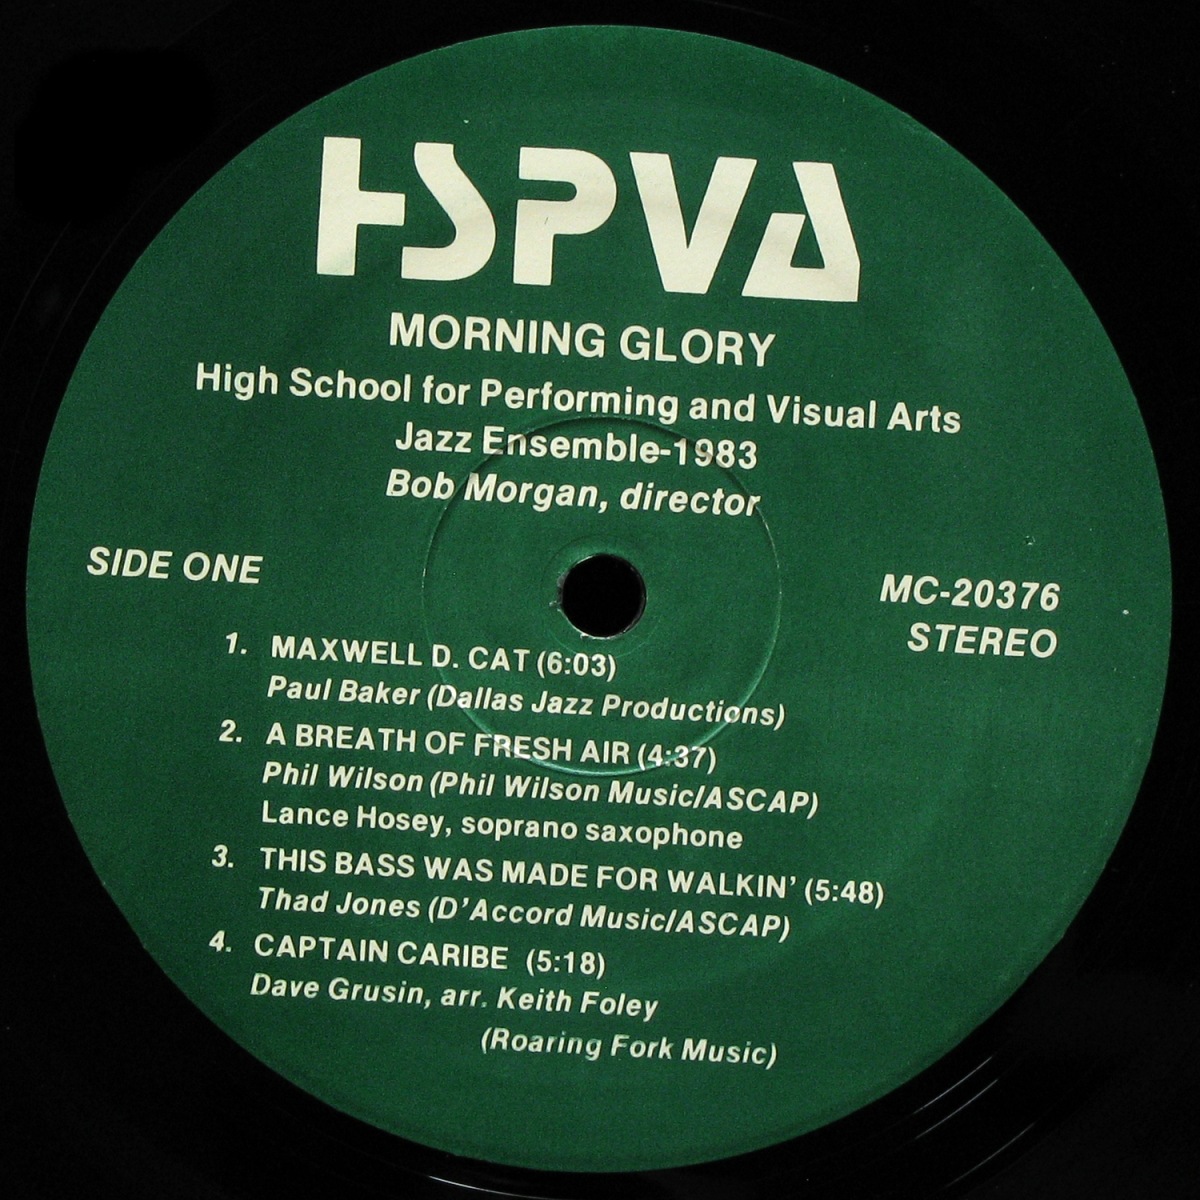 HSPVA
MORNING GLORY
High School for Performing and Visual Arts
Jazz Ensemble-1983
Bob Morgan, director
SIDE ONE
MC-20376
STEREO
1. MAXWELL D. CAT (6:03)
Paul Baker (Dallas Jazz Productions)
2. A BREATH OF FRESH AIR (4:37)
Phil Wilson (Phil Wilson Music/ASCAP)
Lance Hosey, soprano saxophone
3. THIS BASS WAS MADE FOR WALKIN' (5:48)
Thad Jones (D'Accord Music/ASCAP)
4. CAPTAIN CARIBE (5:18)
Dave Grusin, arr. Keith Foley
(Roaring Fork Music)